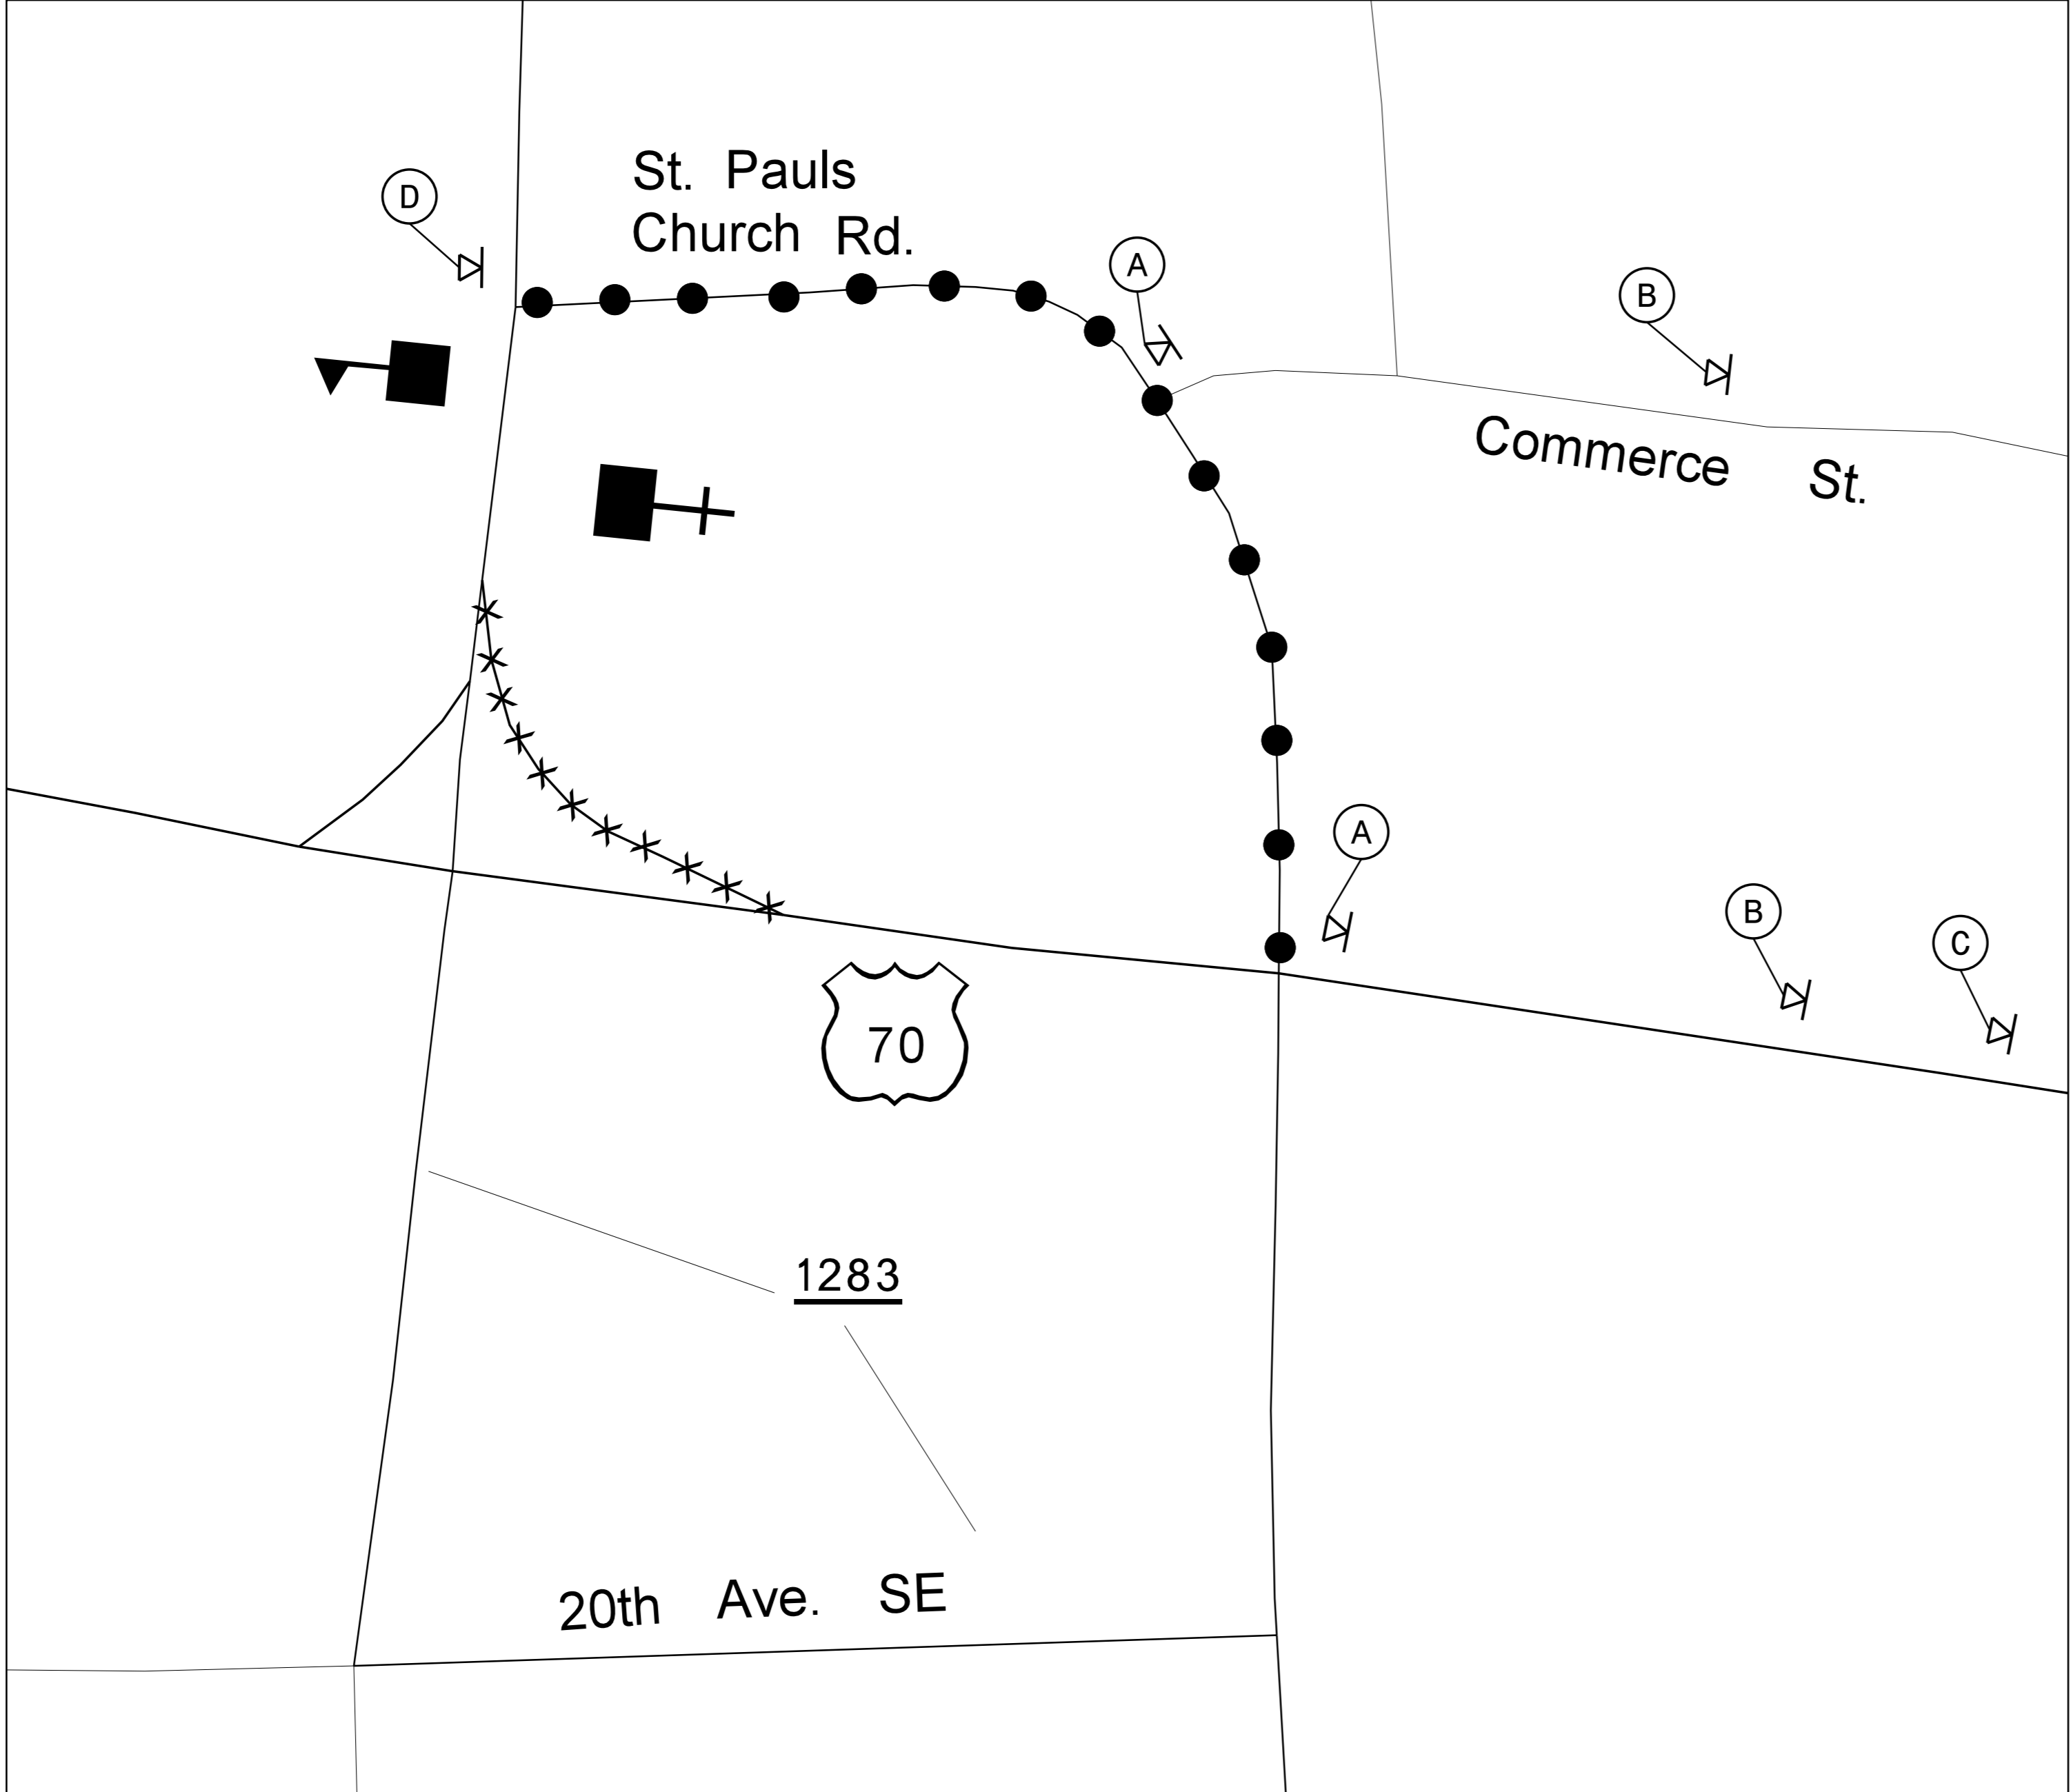 D
St. Pauls
Church Rd.
A
B
Commerce St.
A
B
C
70
1283
20th Ave. SE